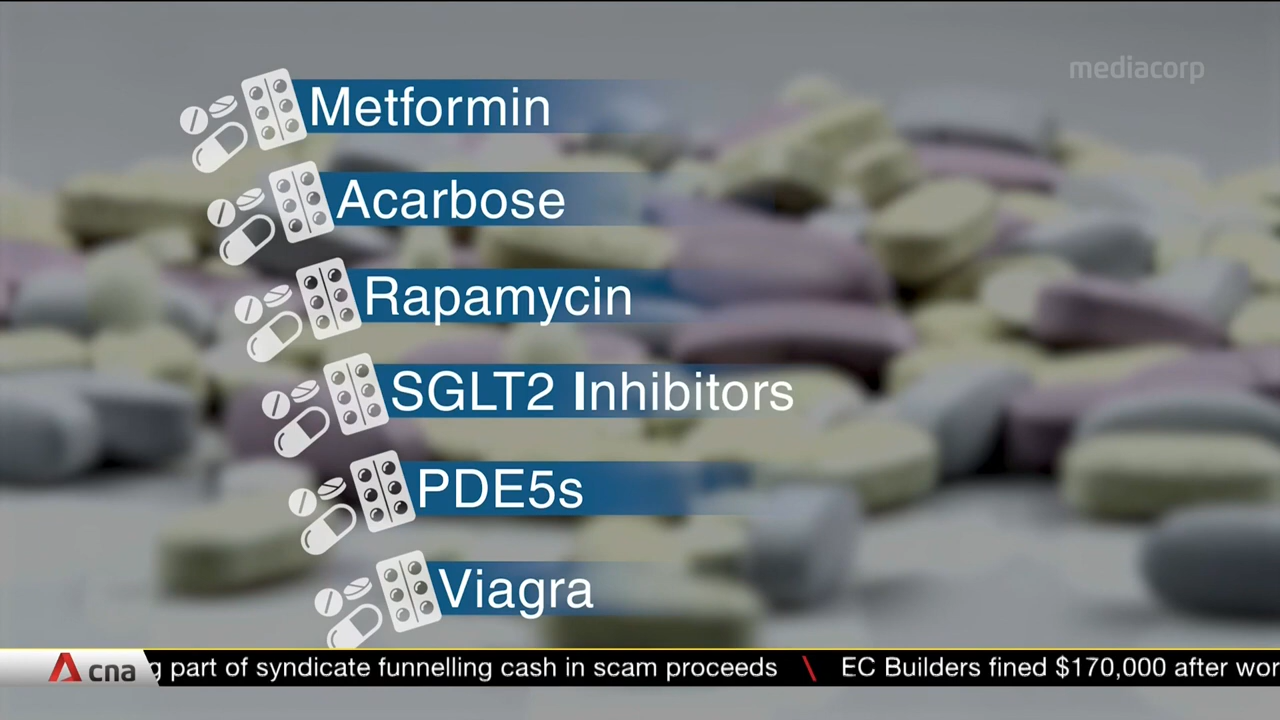 mediacorp
Metformin
Acarbose
Rapamycin
SGLT2 Inhibitors
PDE5s
Viagra
cna
g part of syndicate funnelling cash in scam proceeds \ EC Builders fined $170,000 after wor